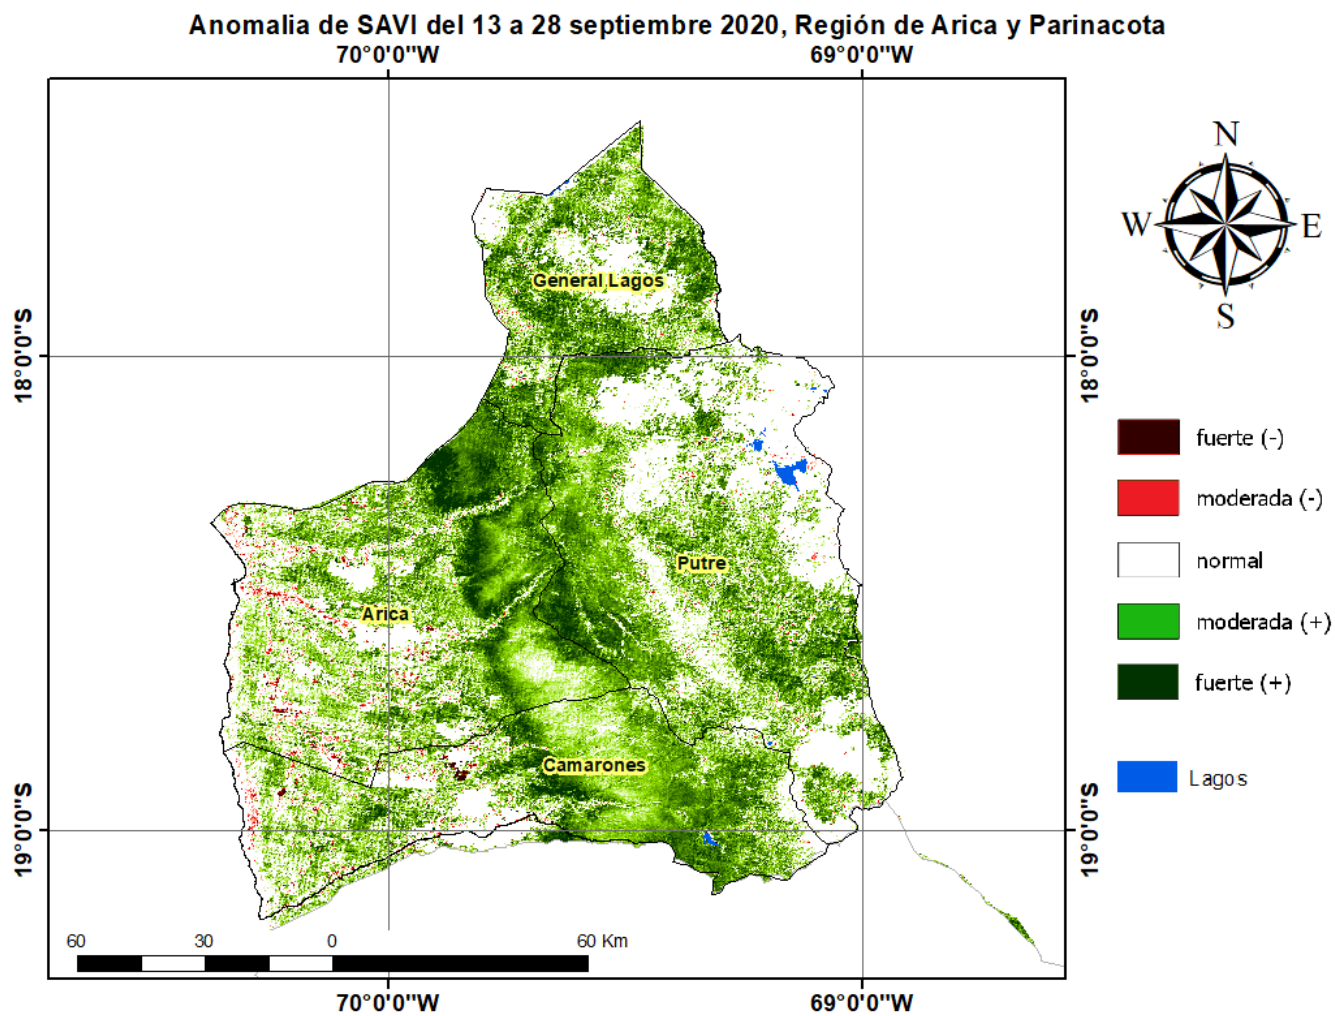 Anomalia de SAVI del 13 a 28 septiembre 2020, Región de Arica y Parinacota
70°0'0"W
69°0'0"W
N
W
E
S
General Lagos
18°0'0"S
18°0'0"S
fuerte (-)
moderada (-)
normal
Putre
Arica
moderada (+)
fuerte (+)
Camarones
Lagos
19°0'0"S
19°0'0"S
60
30
0
60 Km
70°0'0"W
69°0'0"W